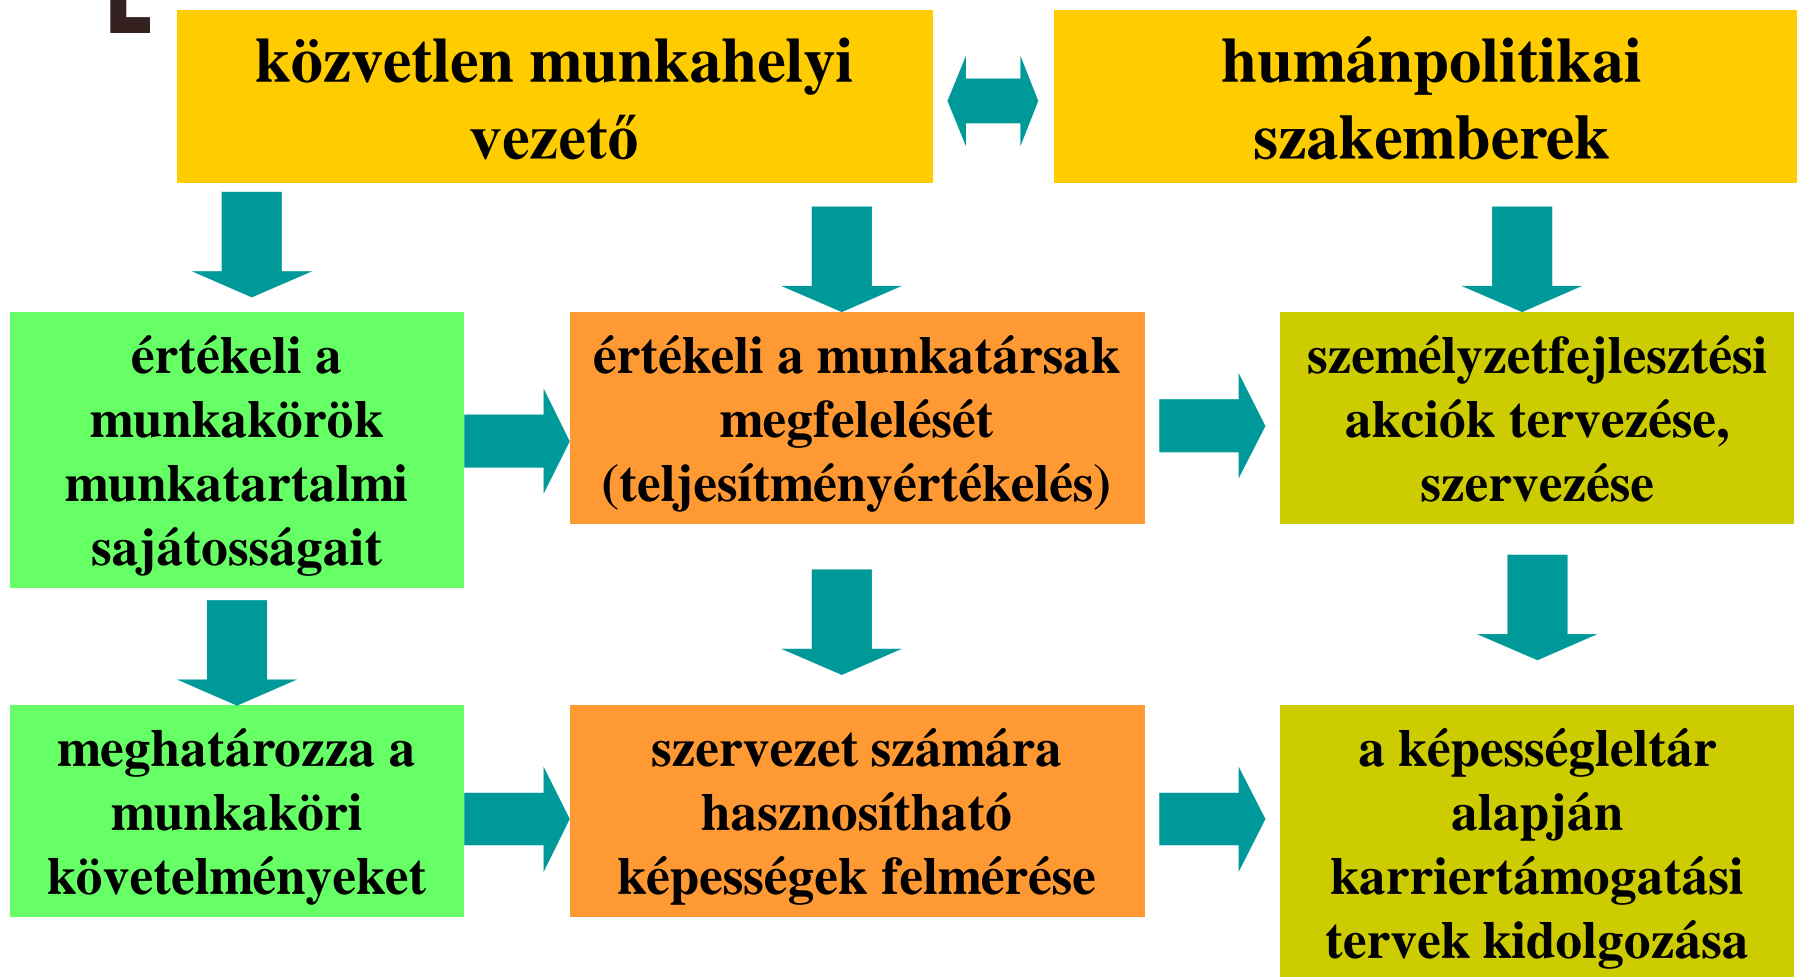 közvetlen munkahelyi
vezető
humánpolitikai
szakemberek
értékeli a
munkakörök
munkatartalmi
sajátosságait
értékeli a munkatársak
megfelelését
(teljesítményértékelés)
személyzetfejlesztési
akciók tervezése,
szervezése
meghatározza a
munkaköri
követelményeket
szervezet számára
hasznosítható
képességek felmérése
a képességleltár
alapján
karriertámogatási
tervek kidolgozása